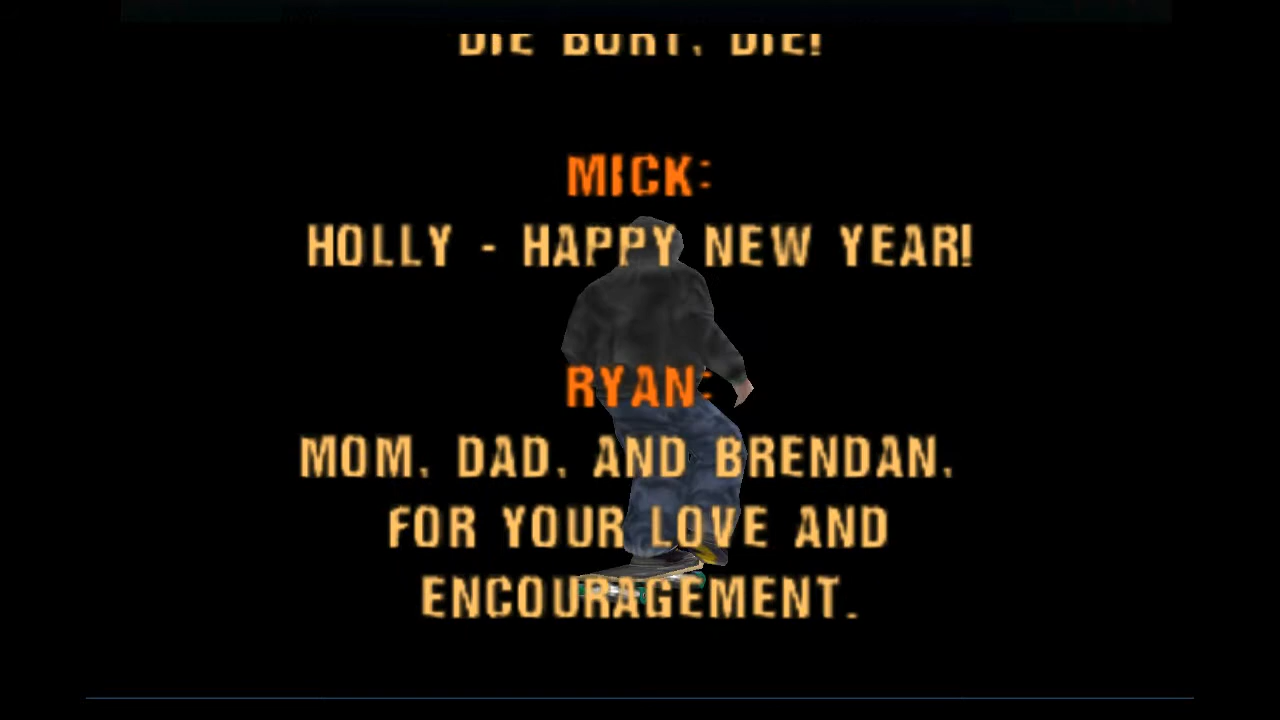 DIE BURT, DIE!
MICK:
HOLLY - HAPPY NEW YEAR!
RYAN:
MOM, DAD, AND BRENDAN,
FOR YOUR LOVE AND
ENCOURAGEMENT.